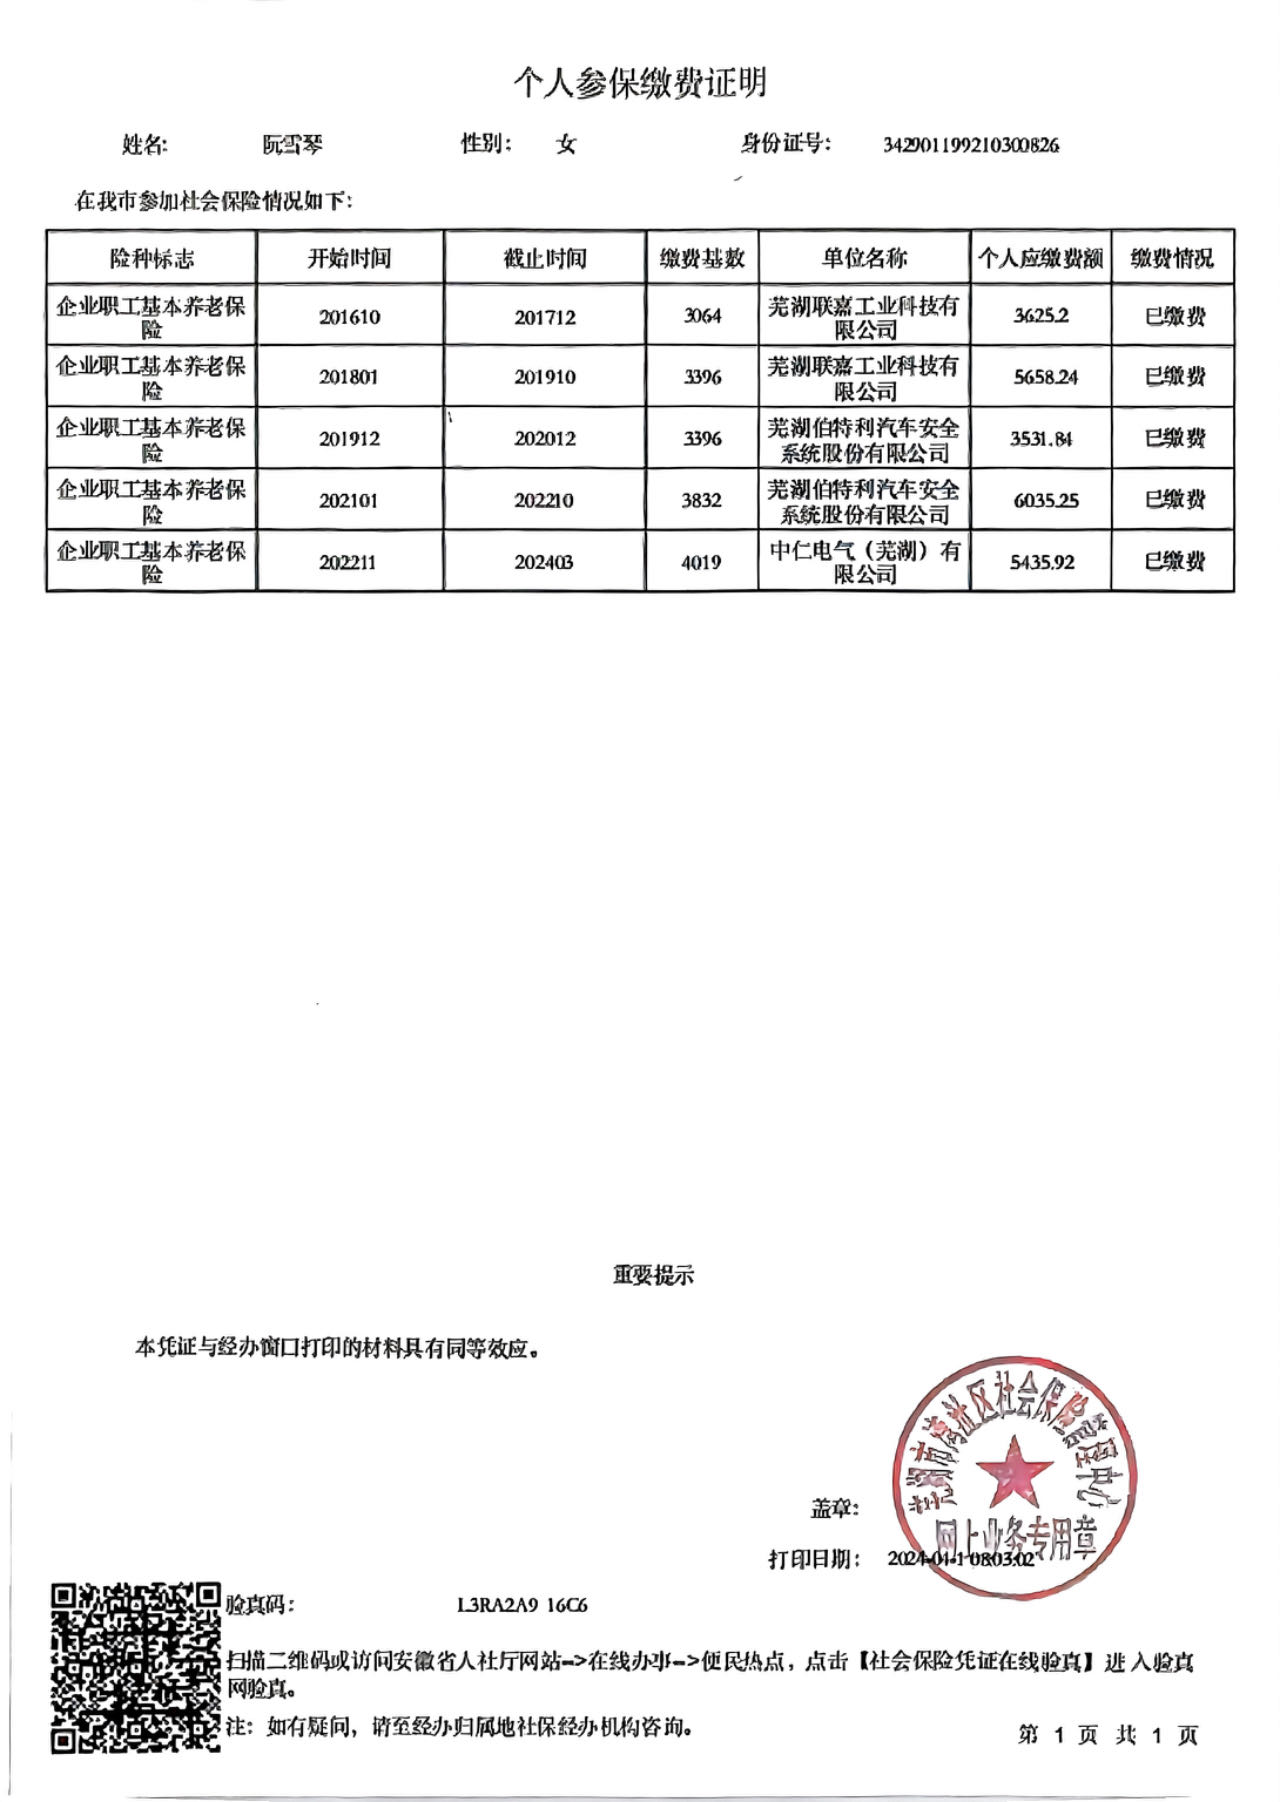 个人参保缴费证明
姓名: 阮雪琴 性别: 女 身份证号: 342901199210300826
在我市参加社会保险情况如下:
险种标志 开始时间 截止时间 缴费基数 单位名称 个人应缴费额 缴费情况
企业职工基本养老保险 201610 201712 3064 芜湖联嘉工业科技有限公司 3625.2 已缴费
企业职工基本养老保险 201801 201910 3396 芜湖联嘉工业科技有限公司 5658.24 已缴费
企业职工基本养老保险 201912 202012 3396 芜湖伯特利汽车安全系统股份有限公司 3531.84 已缴费
企业职工基本养老保险 202101 202210 3832 芜湖伯特利汽车安全系统股份有限公司 6035.25 已缴费
企业职工基本养老保险 202211 202403 4019 中仁电气（芜湖）有限公司 5435.92 已缴费
重要提示
本凭证与经办窗口打印的材料具有同等效应。
芜湖市湾沚区社会保险管理中心
网上业务专用章
盖章:
打印日期: 2024-04-1 08:03:02
验真码: L3RA2A9 16C6
扫描二维码或访问安徽省人社厅网站-->在线办事-->便民热点，点击【社会保险凭证在线验真】进入验真
网验真。
注: 如有疑问，请至经办归属地社保经办机构咨询。
第 1 页 共 1 页